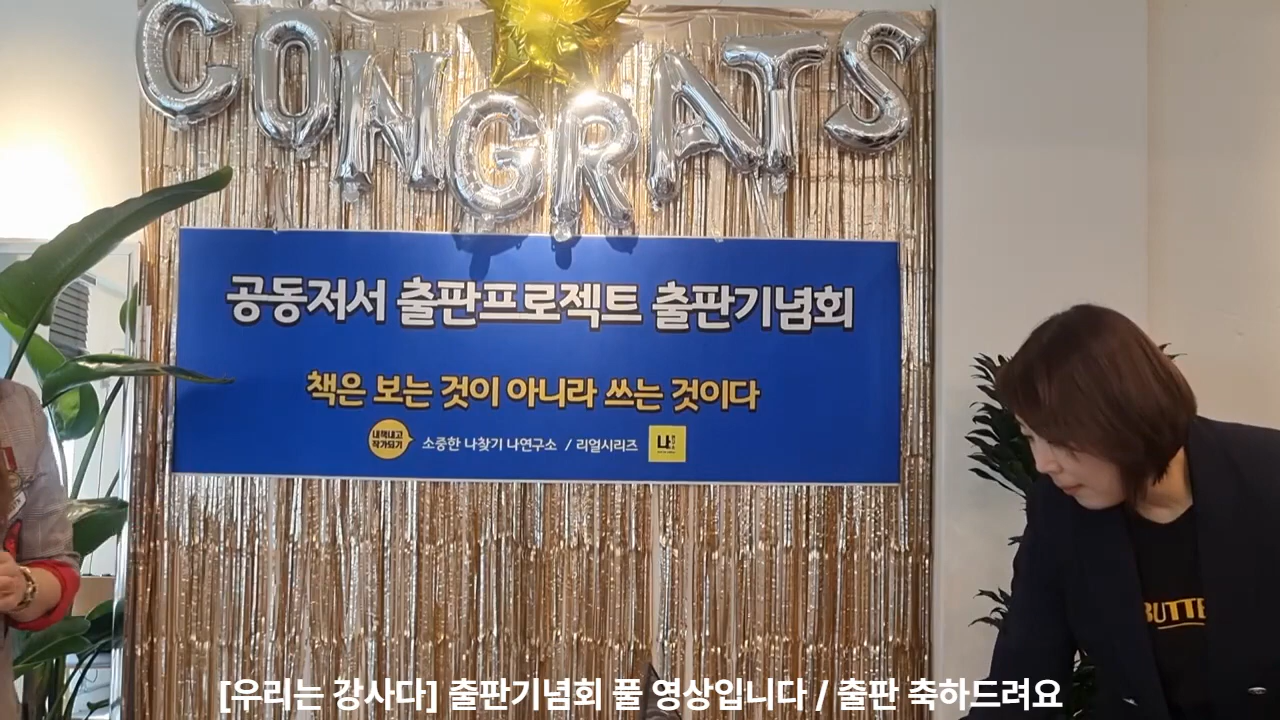 CONGRATS
공동저서 출판프로젝트 출판기념회
책은 보는 것이 아니라 쓰는 것이다
내책내고
작가되기
소중한 나찾기 나연구소 / 리얼시리즈
나
BUTTE
[우리는 강사다] 출판기념회 풀 영상입니다 / 출판 축하드려요